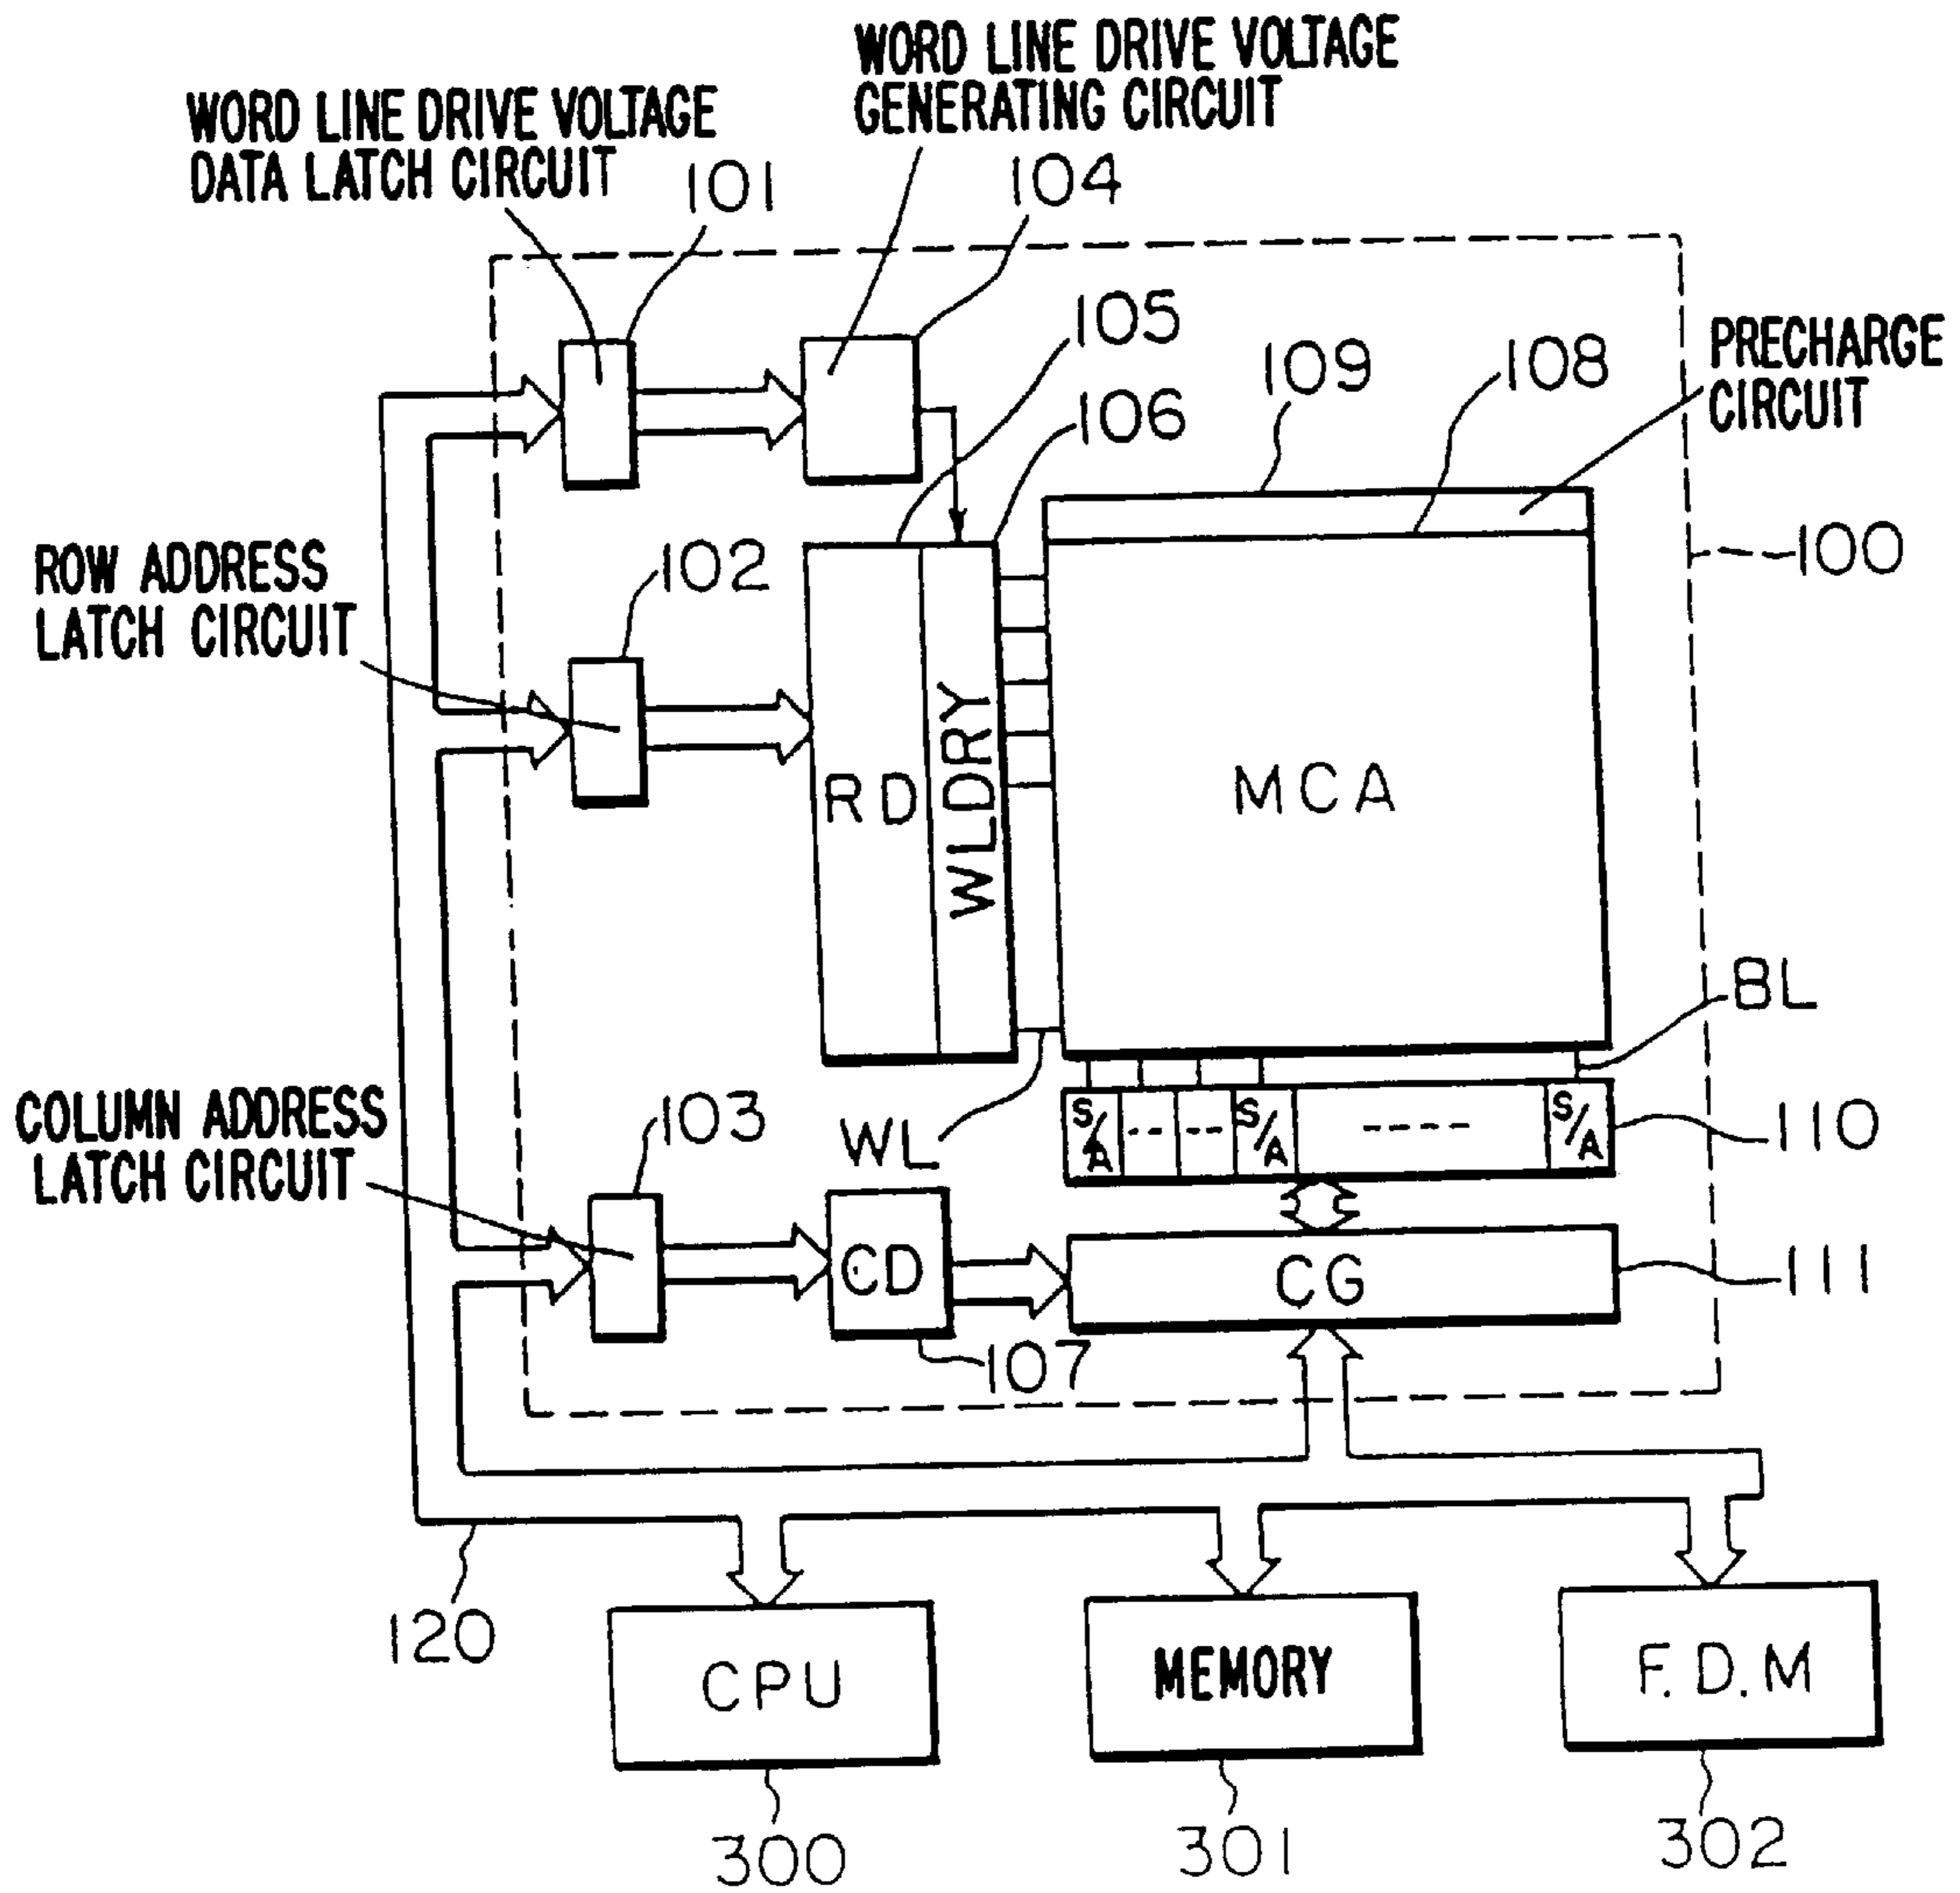 WORD LINE DRIVE VOLTAGE
GENERATING CIRCUIT
WORD LINE DRIVE VOLTAGE
DATA LATCH CIRCUIT
101
104
105
106
109
108
PRECHARGE
CIRCUIT
100
ROW ADDRESS
LATCH CIRCUIT
102
RD
WLDRY
MCA
8L
COLUMN ADDRESS
LATCH CIRCUIT
103
WL
S/A
-- --
S/A
----
S/A
110
CD
CG
111
107
120
CPU
MEMORY
F.D.M
300
301
302